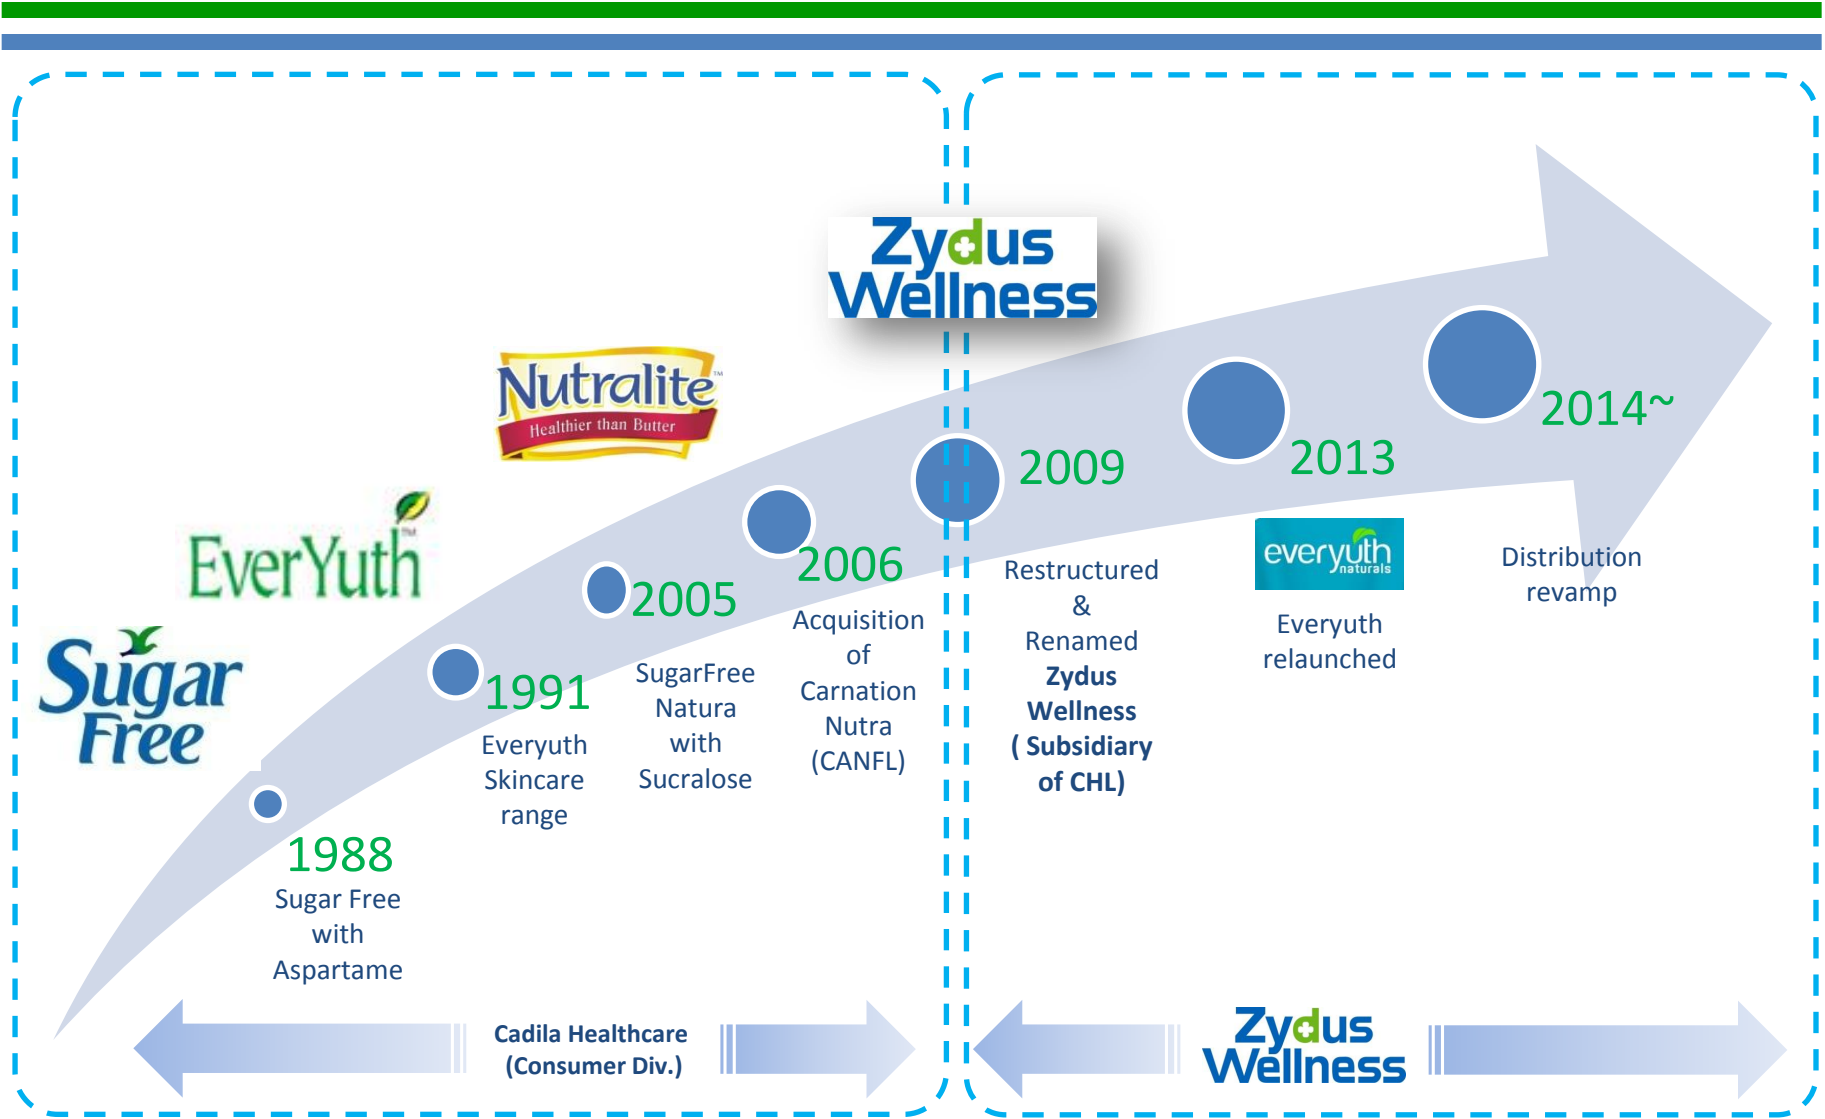 Zydus
Wellness
Nutralite™
Healthier than Butter
EverYuth™
Sugar
Free
1988
Sugar Free
with
Aspartame
1991
Everyuth
Skincare
range
2005
SugarFree
Natura
with
Sucralose
2006
Acquisition
of
Carnation
Nutra
(CANFL)
2009
Restructured
&
Renamed
Zydus
Wellness
( Subsidiary
of CHL)
2013
everyuth
naturals
Everyuth
relaunched
2014~
Distribution
revamp
Cadila Healthcare
(Consumer Div.)
Zydus
Wellness